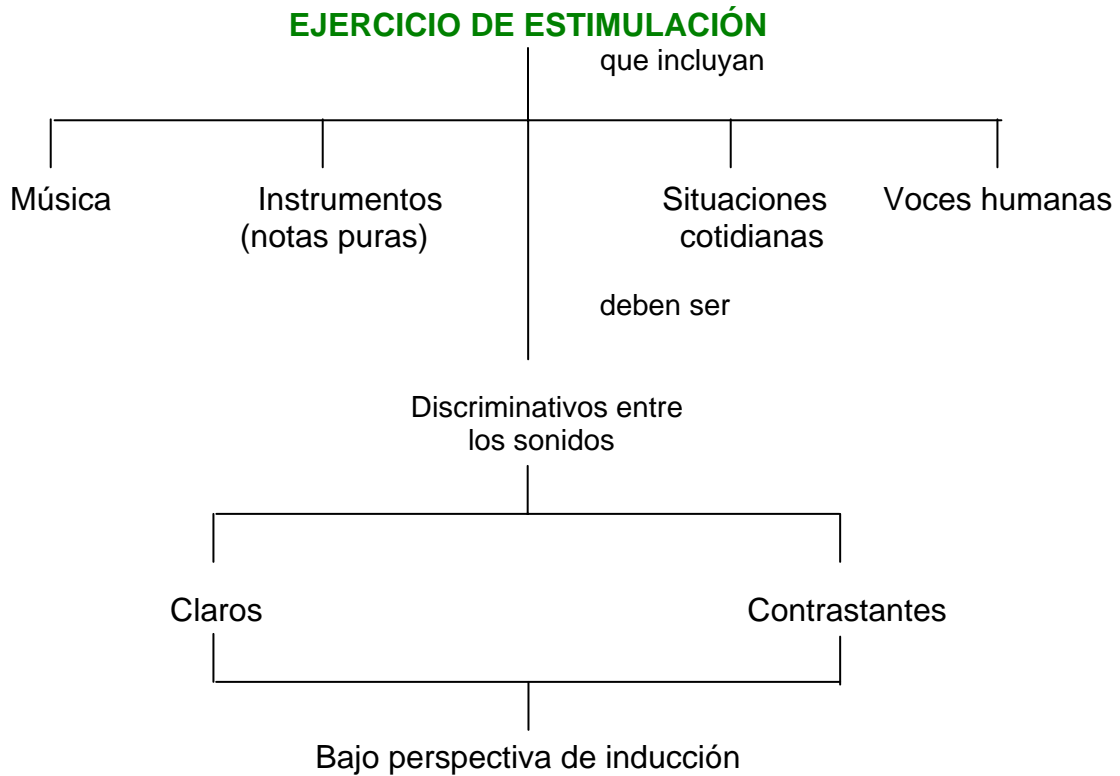 EJERCICIO DE ESTIMULACIÓN
que incluyan
Música
Instrumentos
(notas puras)
Situaciones
cotidianas
Voces humanas
deben ser
Discriminativos entre
los sonidos
Claros
Contrastantes
Bajo perspectiva de inducción